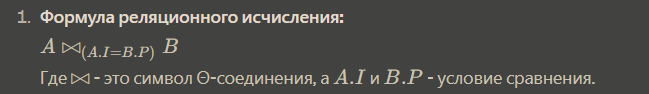 1. Формула реляционного исчисления:
A ⋈(A.I=B.P) B
Где ⋈ - это символ Θ-соединения, а A.I и B.P - условие сравнения.